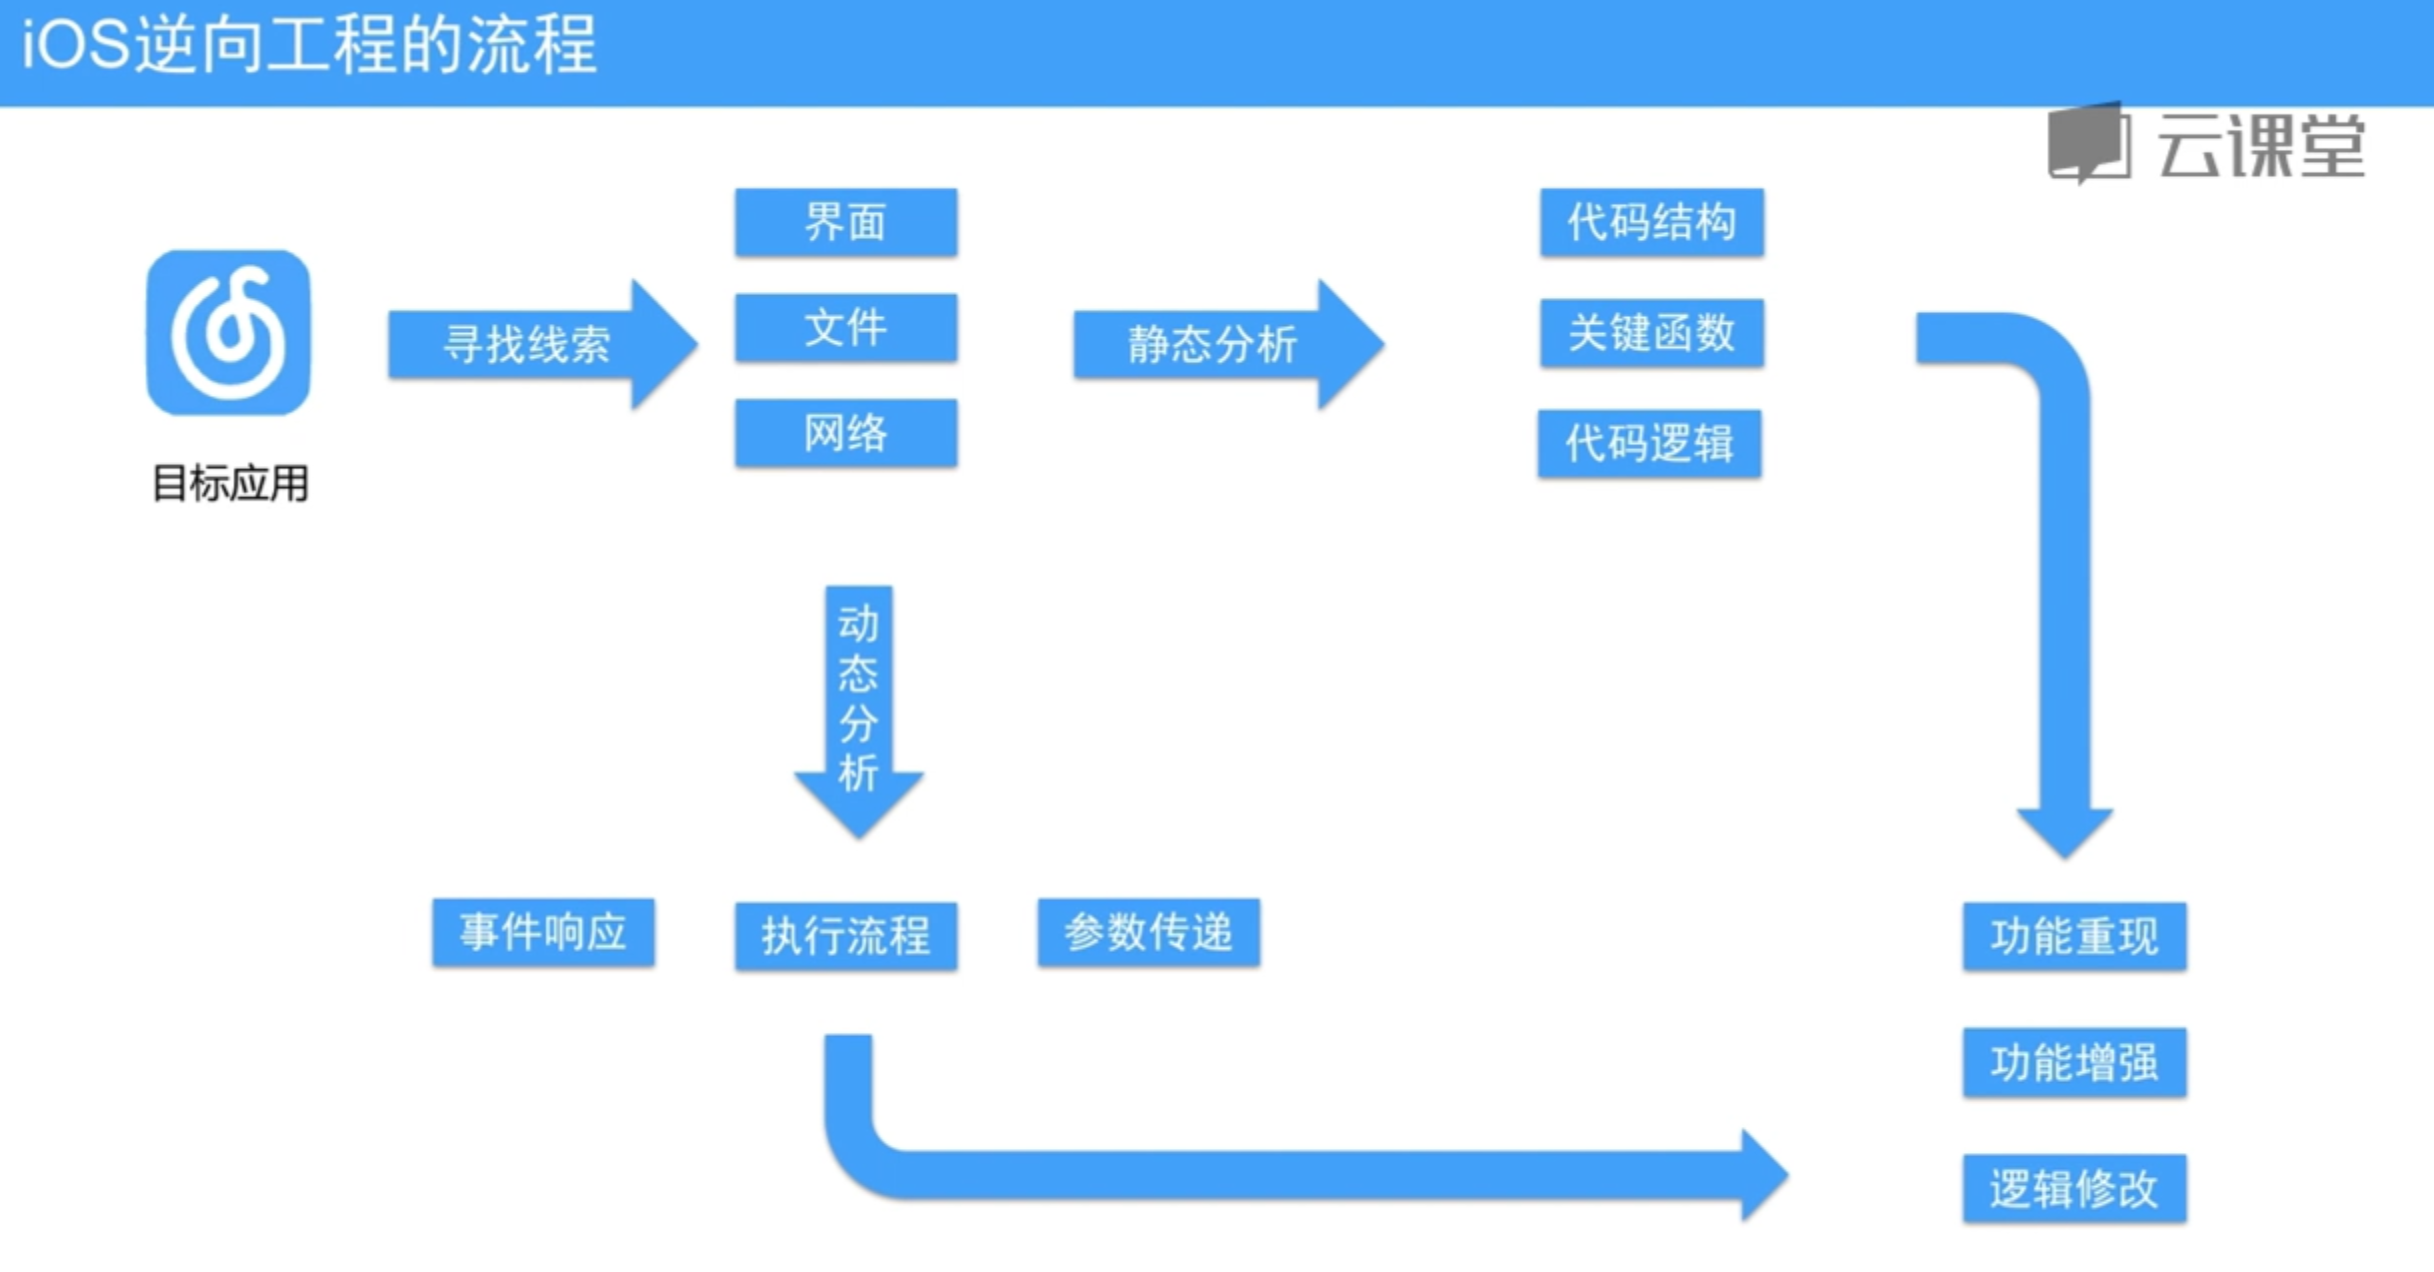 iOS逆向工程的流程
云课堂
界面
代码结构
寻找线索
文件
静态分析
关键函数
网络
代码逻辑
目标应用
动态分析
事件响应
执行流程
参数传递
功能重现
功能增强
逻辑修改